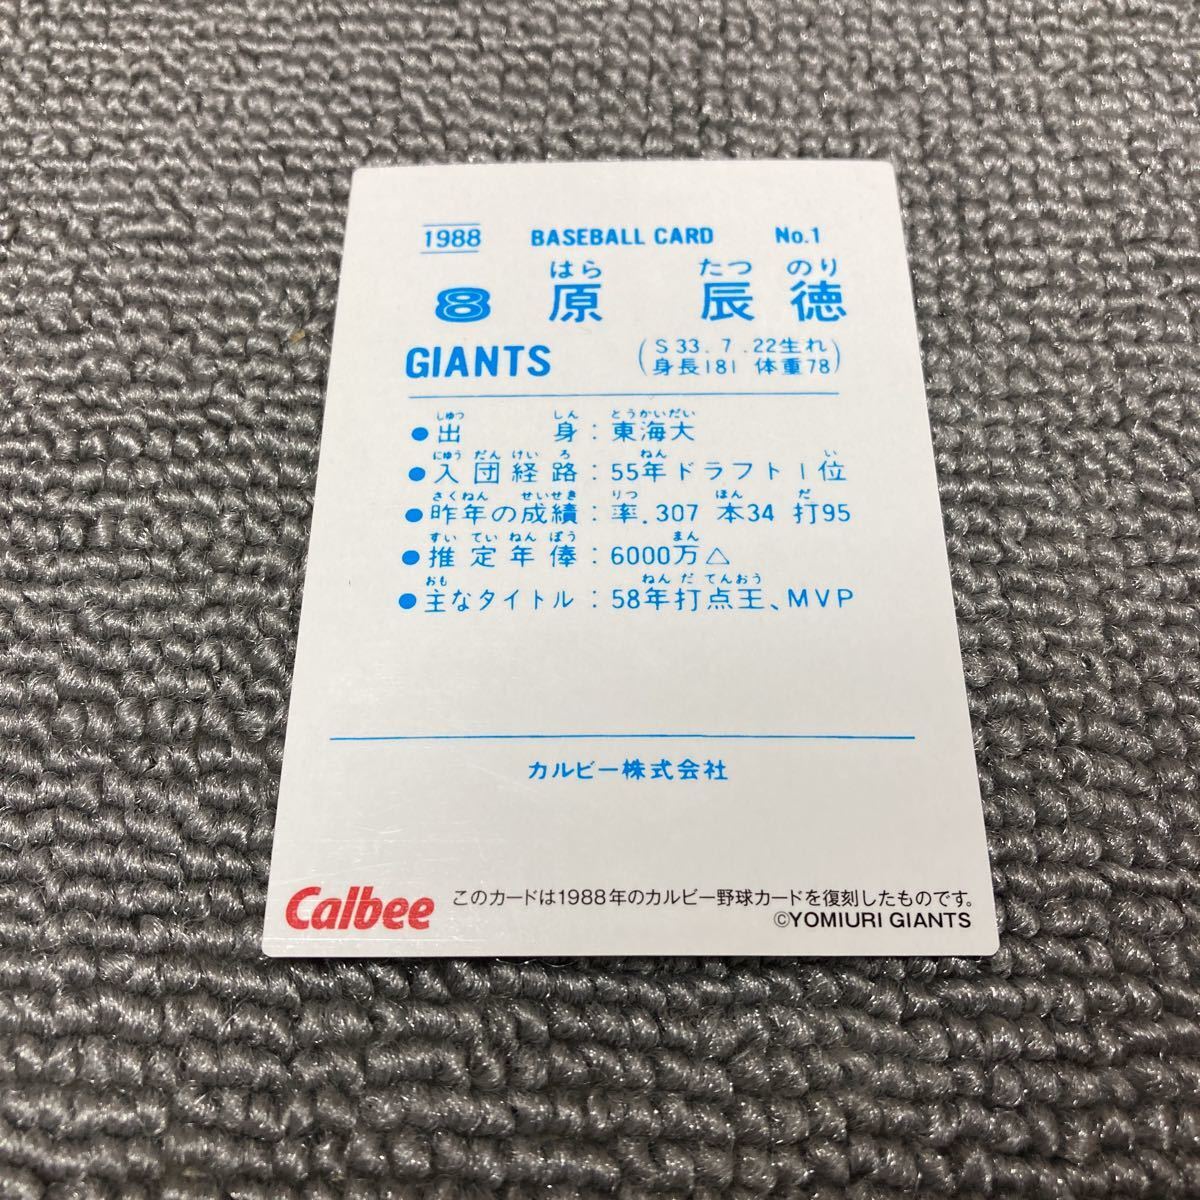 1988 BASEBALL CARD No.1
はら たつ のり
8 原 辰 徳
GIANTS
(S33.7.22生れ
身長181 体重78)
しゅつ しん とうかいだい
●出 身:東海大
にゅう だん けい ろ ねん い
●入団経路:55年ドラフト1位
さくねん せいせき りつ ほん だ
●昨年の成績:率.307 本34 打95
すい てい ねん ぽう まん
●推定年俸:6000万△
おも ねん だ てんおう
●主なタイトル:58年打点王、MVP
カルビー株式会社
Calbee このカードは1988年のカルビー野球カードを復刻したものです。
©YOMIURI GIANTS